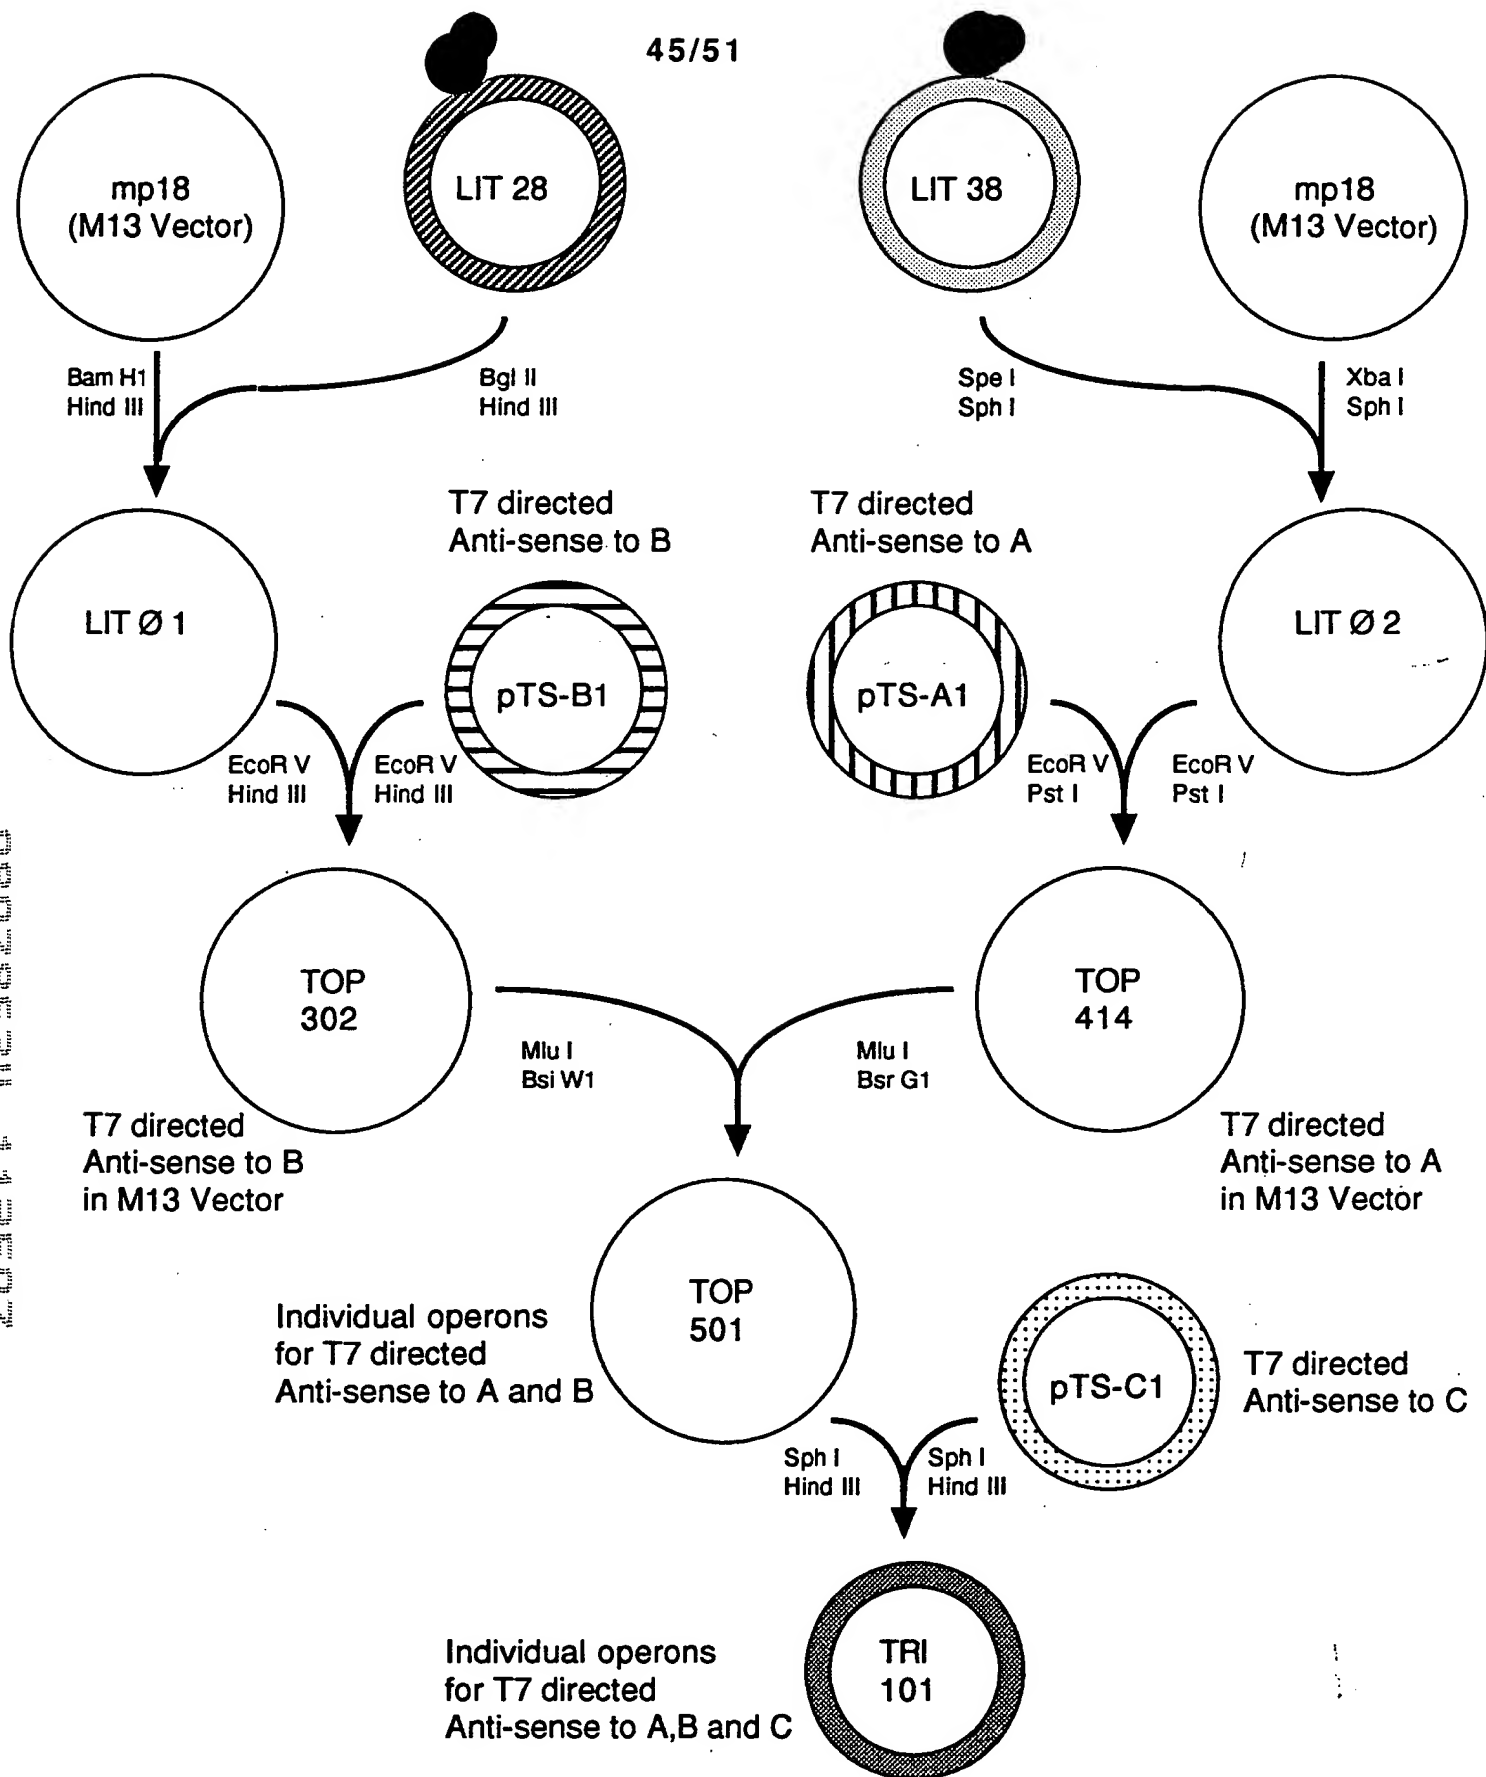 45/51
mp18
(M13 Vector)
LIT 28
LIT 38
mp18
(M13 Vector)
Bam H1
Hind III
Bgl II
Hind III
Spe I
Sph I
Xba I
Sph I
LIT Ø 1
T7 directed
Anti-sense to B
pTS-B1
T7 directed
Anti-sense to A
pTS-A1
LIT Ø 2
EcoR V
Hind III
EcoR V
Hind III
EcoR V
Pst I
EcoR V
Pst I
TOP
302
TOP
414
Mlu I
Bsi W1
Mlu I
Bsr G1
T7 directed
Anti-sense to B
in M13 Vector
T7 directed
Anti-sense to A
in M13 Vector
TOP
501
Individual operons
for T7 directed
Anti-sense to A and B
pTS-C1
T7 directed
Anti-sense to C
Sph I
Hind III
Sph I
Hind III
TRI
101
Individual operons
for T7 directed
Anti-sense to A,B and C